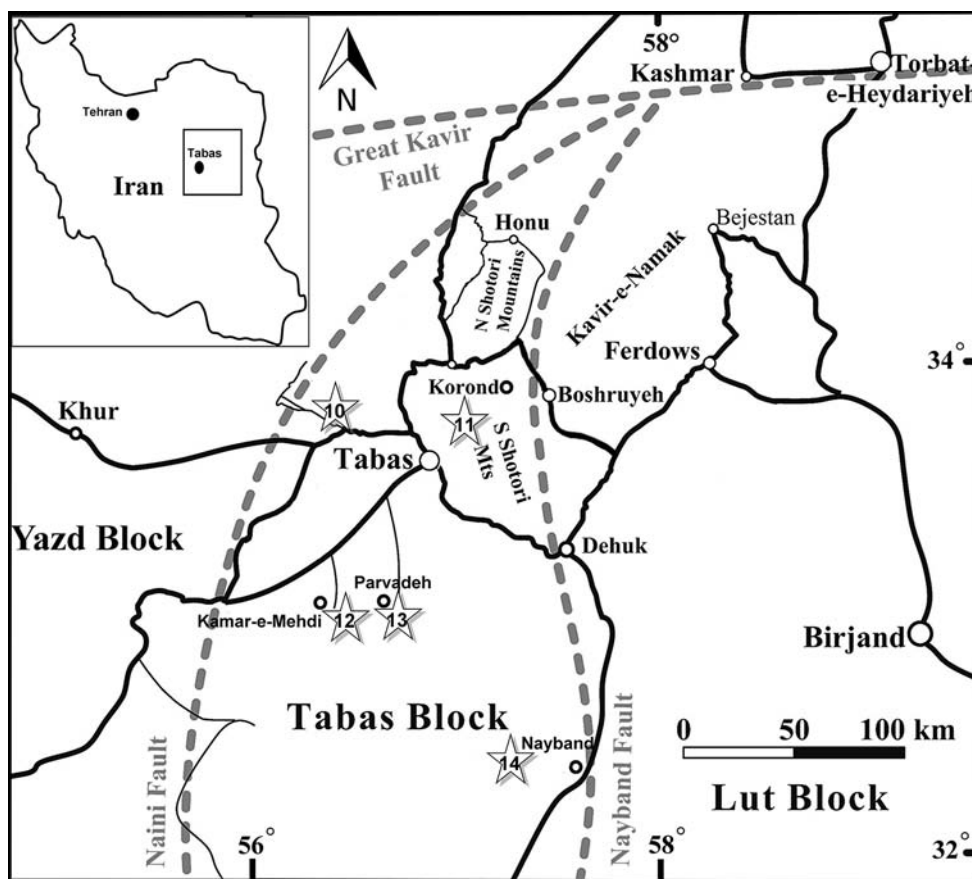 58°
Kashmar
Torbat-
e-Heydariyeh
Tehran
Tabas
Iran
N
Great Kavir
Fault
Honu
Bejestan
N Shotori
Mountains
Kavir-e-Namak
Ferdows
34°
Korond
Boshruyeh
Khur
10
11
S Shotori
Mts
Tabas
Yazd Block
Dehuk
Parvadeh
Kamar-e-Mehdi
12
13
Birjand
Tabas Block
Nayband
14
0 50 100 km
Lut Block
Naini Fault
Nayband Fault
56°
58°
32°